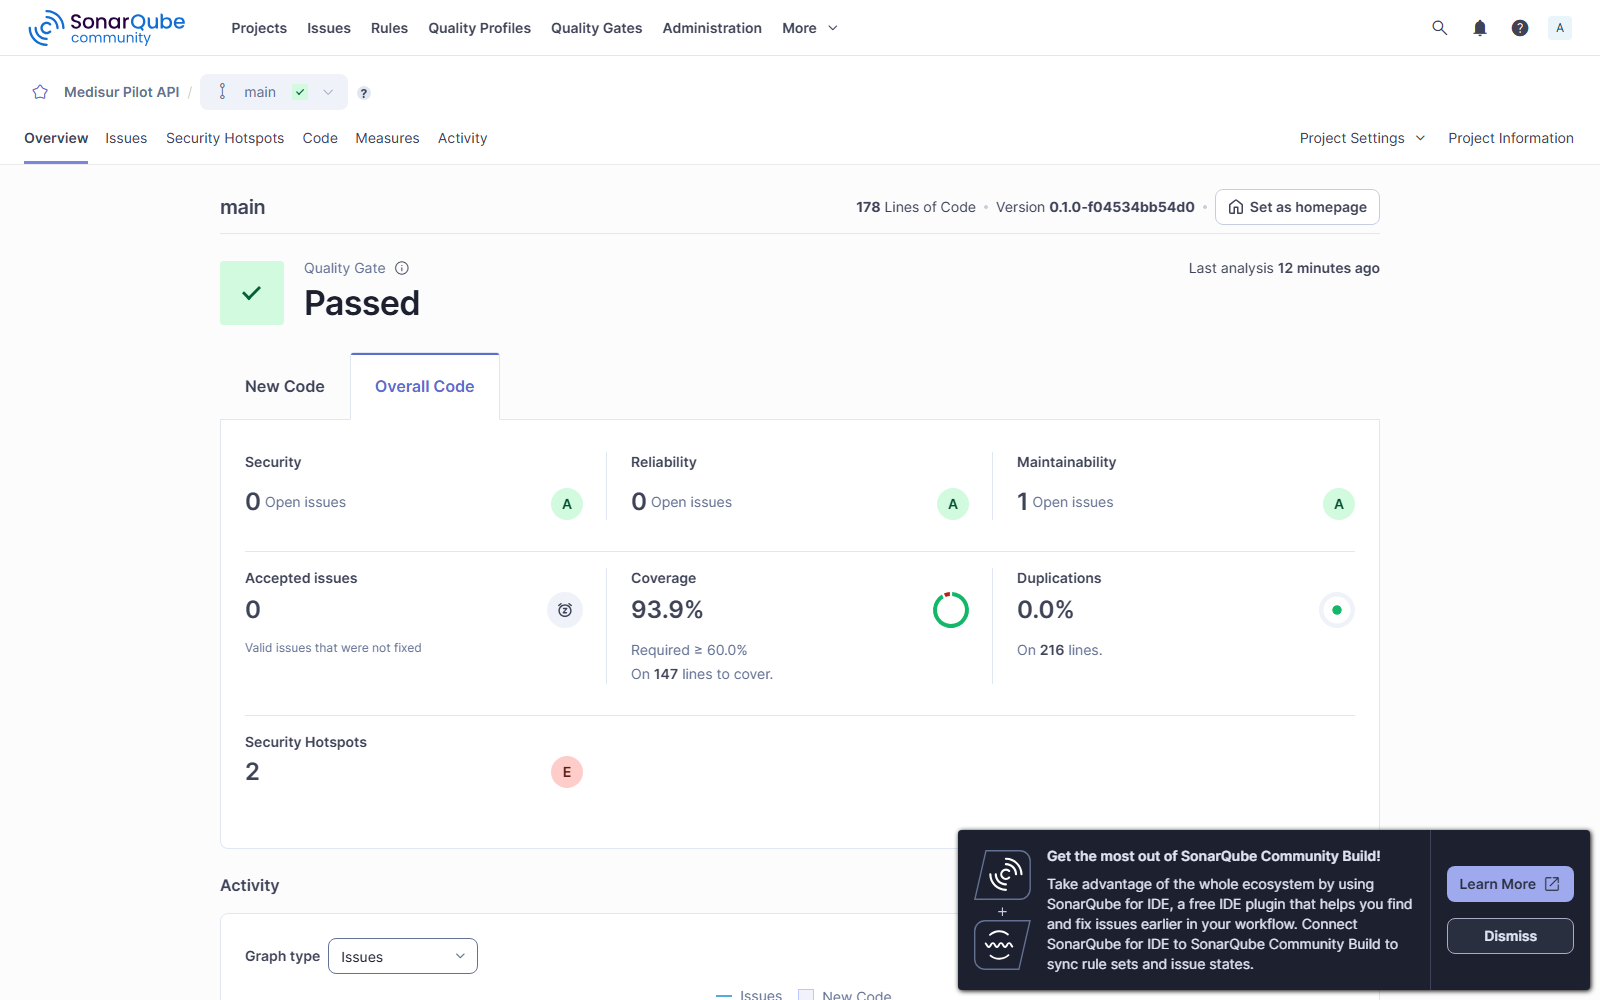 SonarQube community
Projects Issues Rules Quality Profiles Quality Gates Administration More
A
Medisur Pilot API / main
Overview Issues Security Hotspots Code Measures Activity
Project Settings Project Information
main
178 Lines of Code • Version 0.1.0-f04534bb54d0 • Set as homepage
Quality Gate
Passed
Last analysis 12 minutes ago
New Code Overall Code
Security
0 Open issues
A
Reliability
0 Open issues
A
Maintainability
1 Open issues
A
Accepted issues
0
Valid issues that were not fixed
Coverage
93.9%
Required ≥ 60.0%
On 147 lines to cover.
Duplications
0.0%
On 216 lines.
Security Hotspots
2
E
Activity
Graph type Issues
Issues New Code
Get the most out of SonarQube Community Build!
Take advantage of the whole ecosystem by using
SonarQube for IDE, a free IDE plugin that helps you find
and fix issues earlier in your workflow. Connect
SonarQube for IDE to SonarQube Community Build to
sync rule sets and issue states.
Learn More
Dismiss